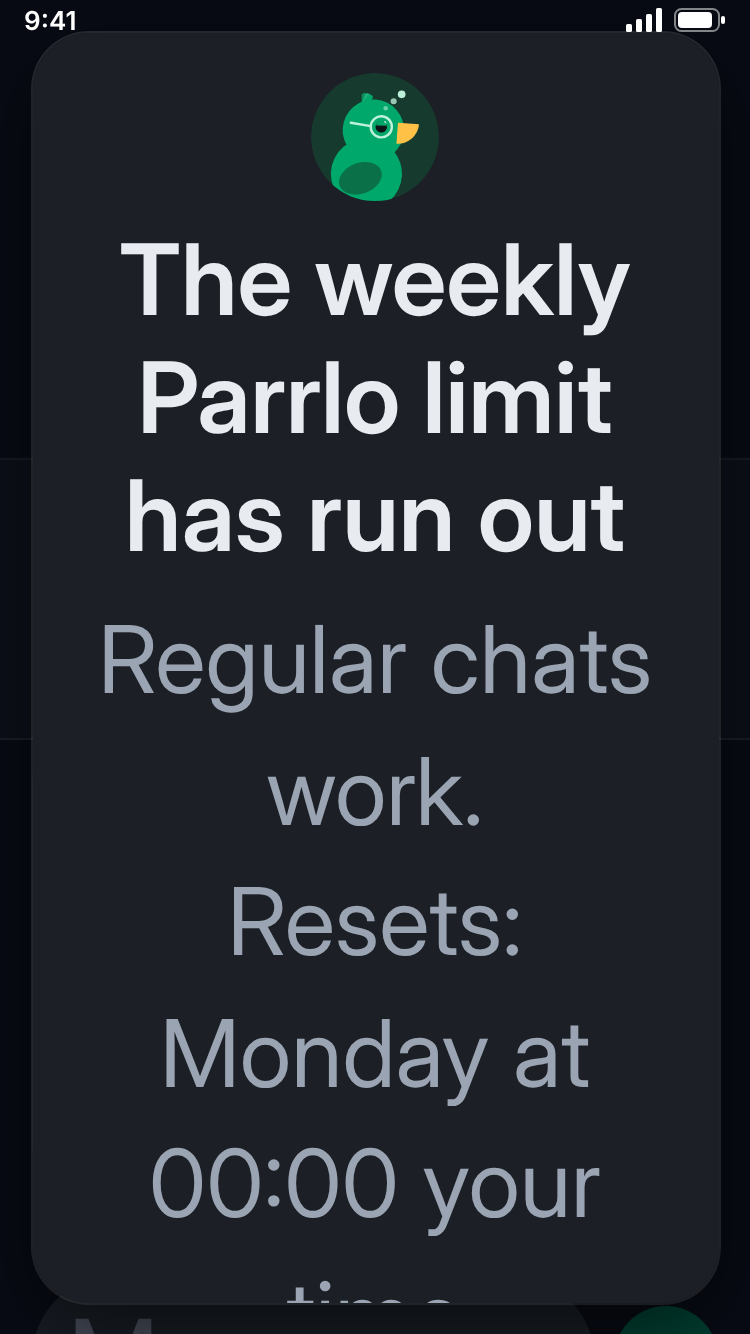 9:41
The weekly
Parrlo limit
has run out
Regular chats
work.
Resets:
Monday at
00:00 your